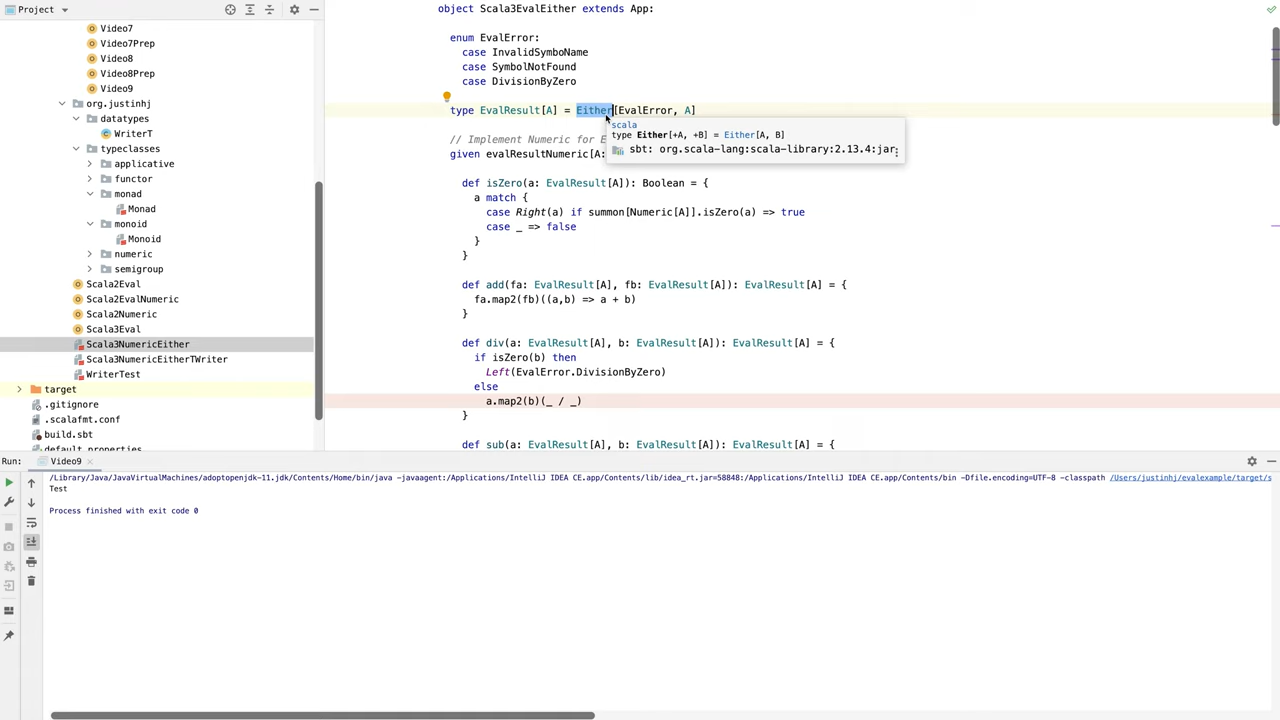 Project
Video7
Video7Prep
Video8
Video8Prep
Video9
org.justinhj
datatypes
WriterT
typeclasses
applicative
functor
monad
Monad
monoid
Monoid
numeric
semigroup
Scala2Eval
Scala2EvalNumeric
Scala2Numeric
Scala3Eval
Scala3NumericEither
Scala3NumericEitherTWriter
WriterTest
target
.gitignore
.scalafmt.conf
build.sbt
default.properties
object Scala3EvalEither extends App:
enum EvalError:
case InvalidSymboName
case SymbolNotFound
case DivisionByZero
type EvalResult[A] = Either[EvalError, A]
scala
type Either[+A, +B] = Either[A, B]
sbt: org.scala-lang:scala-library:2.13.4:jar
// Implement Numeric for E
given evalResultNumeric[A:
def isZero(a: EvalResult[A]): Boolean = {
a match {
case Right(a) if summon[Numeric[A]].isZero(a) => true
case _ => false
}
}
def add(fa: EvalResult[A], fb: EvalResult[A]): EvalResult[A] = {
fa.map2(fb)((a,b) => a + b)
}
def div(a: EvalResult[A], b: EvalResult[A]): EvalResult[A] = {
if isZero(b) then
Left(EvalError.DivisionByZero)
else
a.map2(b)(_ / _)
}
def sub(a: EvalResult[A], b: EvalResult[A]): EvalResult[A] = {
Run: Video9
/Library/Java/JavaVirtualMachines/adoptopenjdk-11.jdk/Contents/Home/bin/java -javaagent:/Applications/IntelliJ IDEA CE.app/Contents/lib/idea_rt.jar=58848:/Applications/IntelliJ IDEA CE.app/Contents/bin -Dfile.encoding=UTF-8 -classpath /Users/justinhj/evalexample/target/s
Test
Process finished with exit code 0